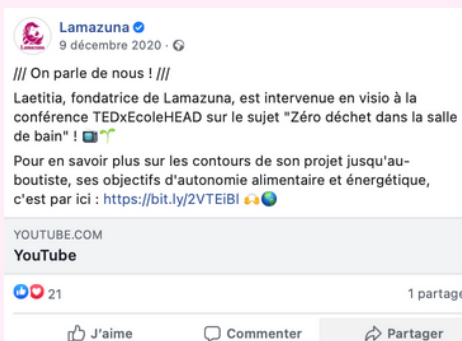 Lamazuna
9 décembre 2020 ·
/// On parle de nous ! ///
Laetitia, fondatrice de Lamazuna, est intervenue en visio à la
conférence TEDxEcoleHEAD sur le sujet "Zéro déchet dans la salle
de bain" ! 📺🌱
Pour en savoir plus sur les contours de son projet jusqu'au-
boutiste, ses objectifs d'autonomie alimentaire et énergétique,
c'est par ici : https://bit.ly/2VTEiBI 🙌🌍
YOUTUBE.COM
YouTube
21
1 partage
J'aime
Commenter
Partager